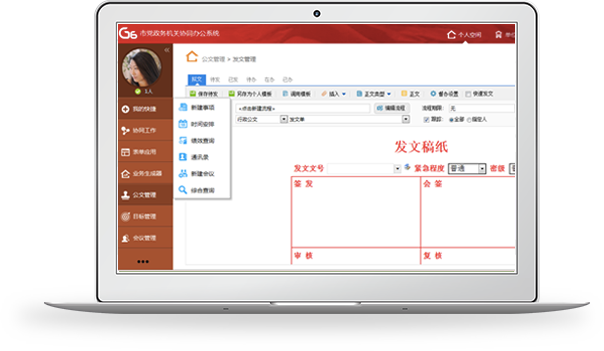 G6 市党政务机关协同办公系统
个人空间
公文管理 » 发文管理
拟文 待发 已发 待办 在办 已办
保存待发 另存为个人模板 调用模板 插入 正文类型 正文 督办设置 快速发文
<点击新建流程> 编辑流程 流程期限: 无
行政公文 发文单 跟踪: 全部 指定人
我的快捷
协同工作
表单应用
业务生成器
公文管理
目标管理
会议管理
新建事项
时间安排
绩效查询
通讯录
新建会议
综合查询
发文稿纸
发文文号 紧急程度 普通 密级
签 发 会 签
审 核 复 核